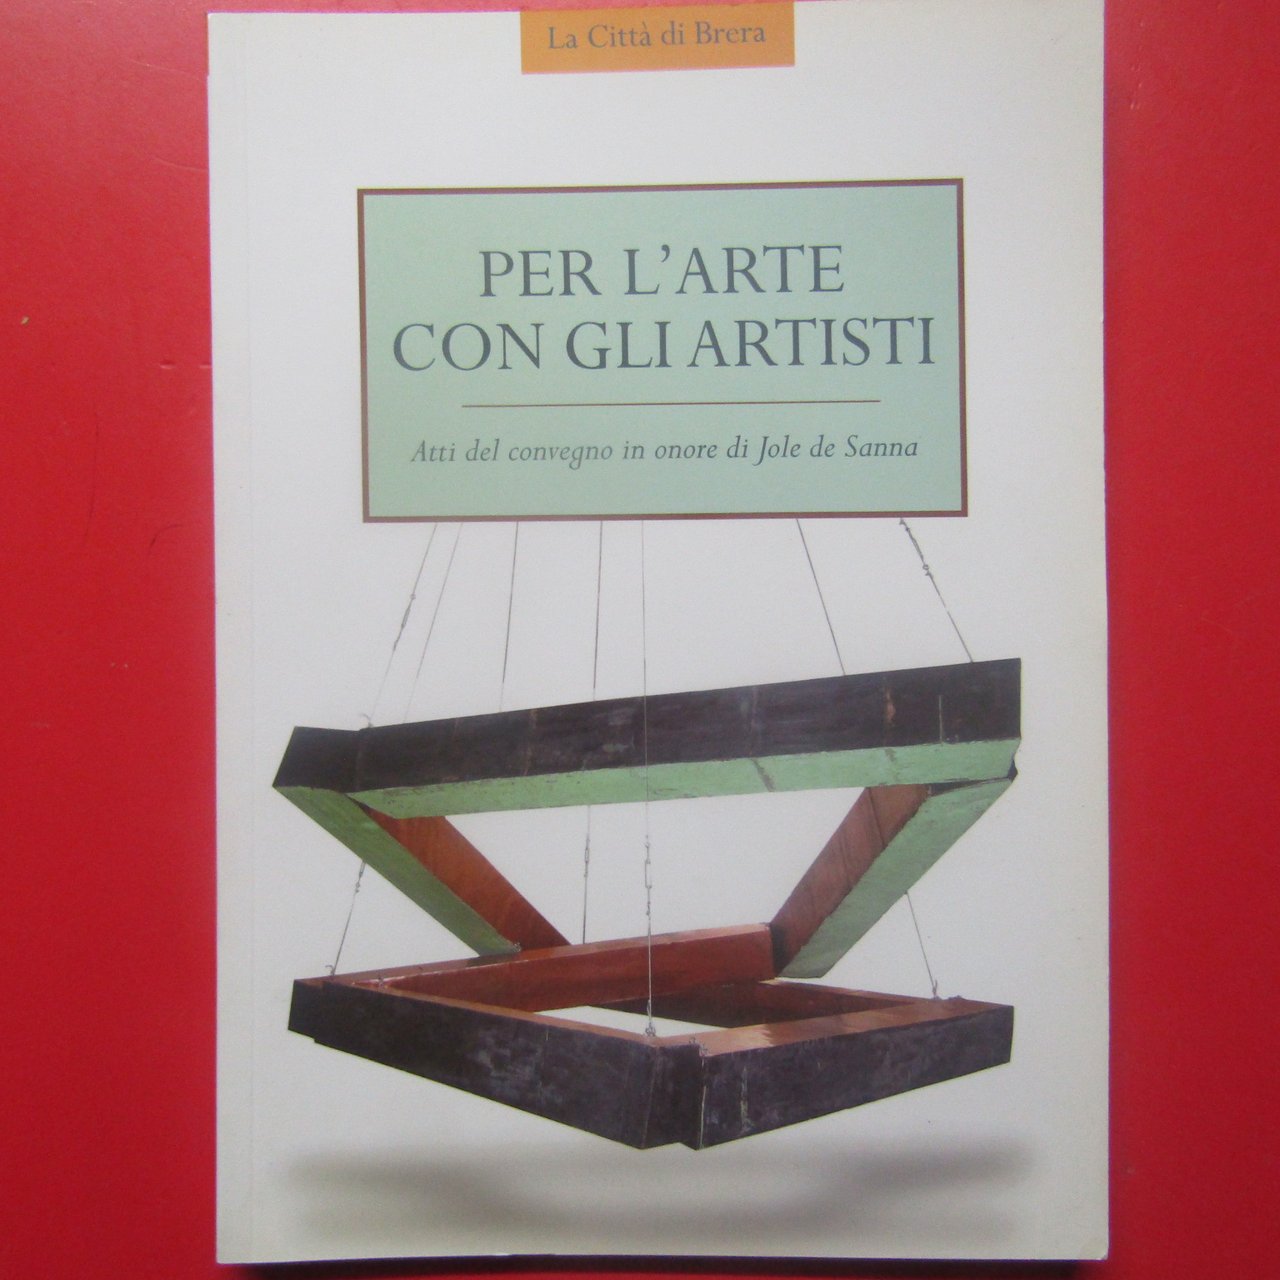 La Città di Brera
PER L'ARTE
CON GLI ARTISTI
Atti del convegno in onore di Jole de Sanna